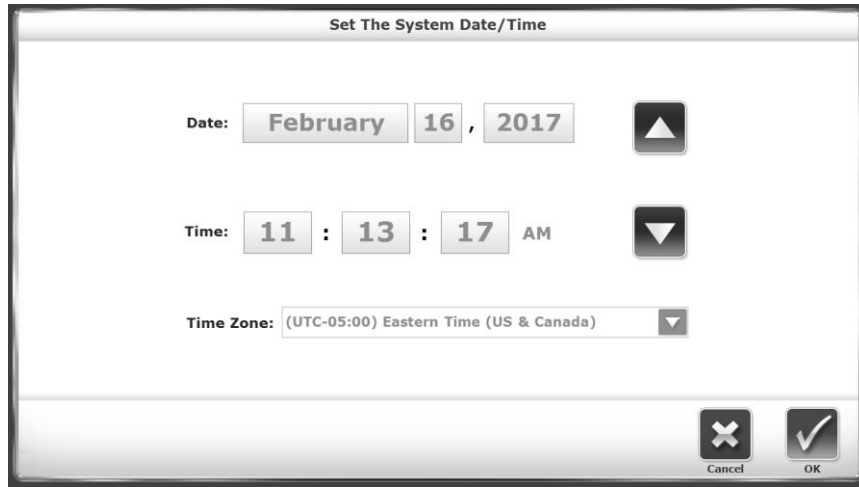 Set The System Date/Time
Date: February 16 , 2017
Time: 11 : 13 : 17 AM
Time Zone: (UTC-05:00) Eastern Time (US & Canada)
Cancel OK